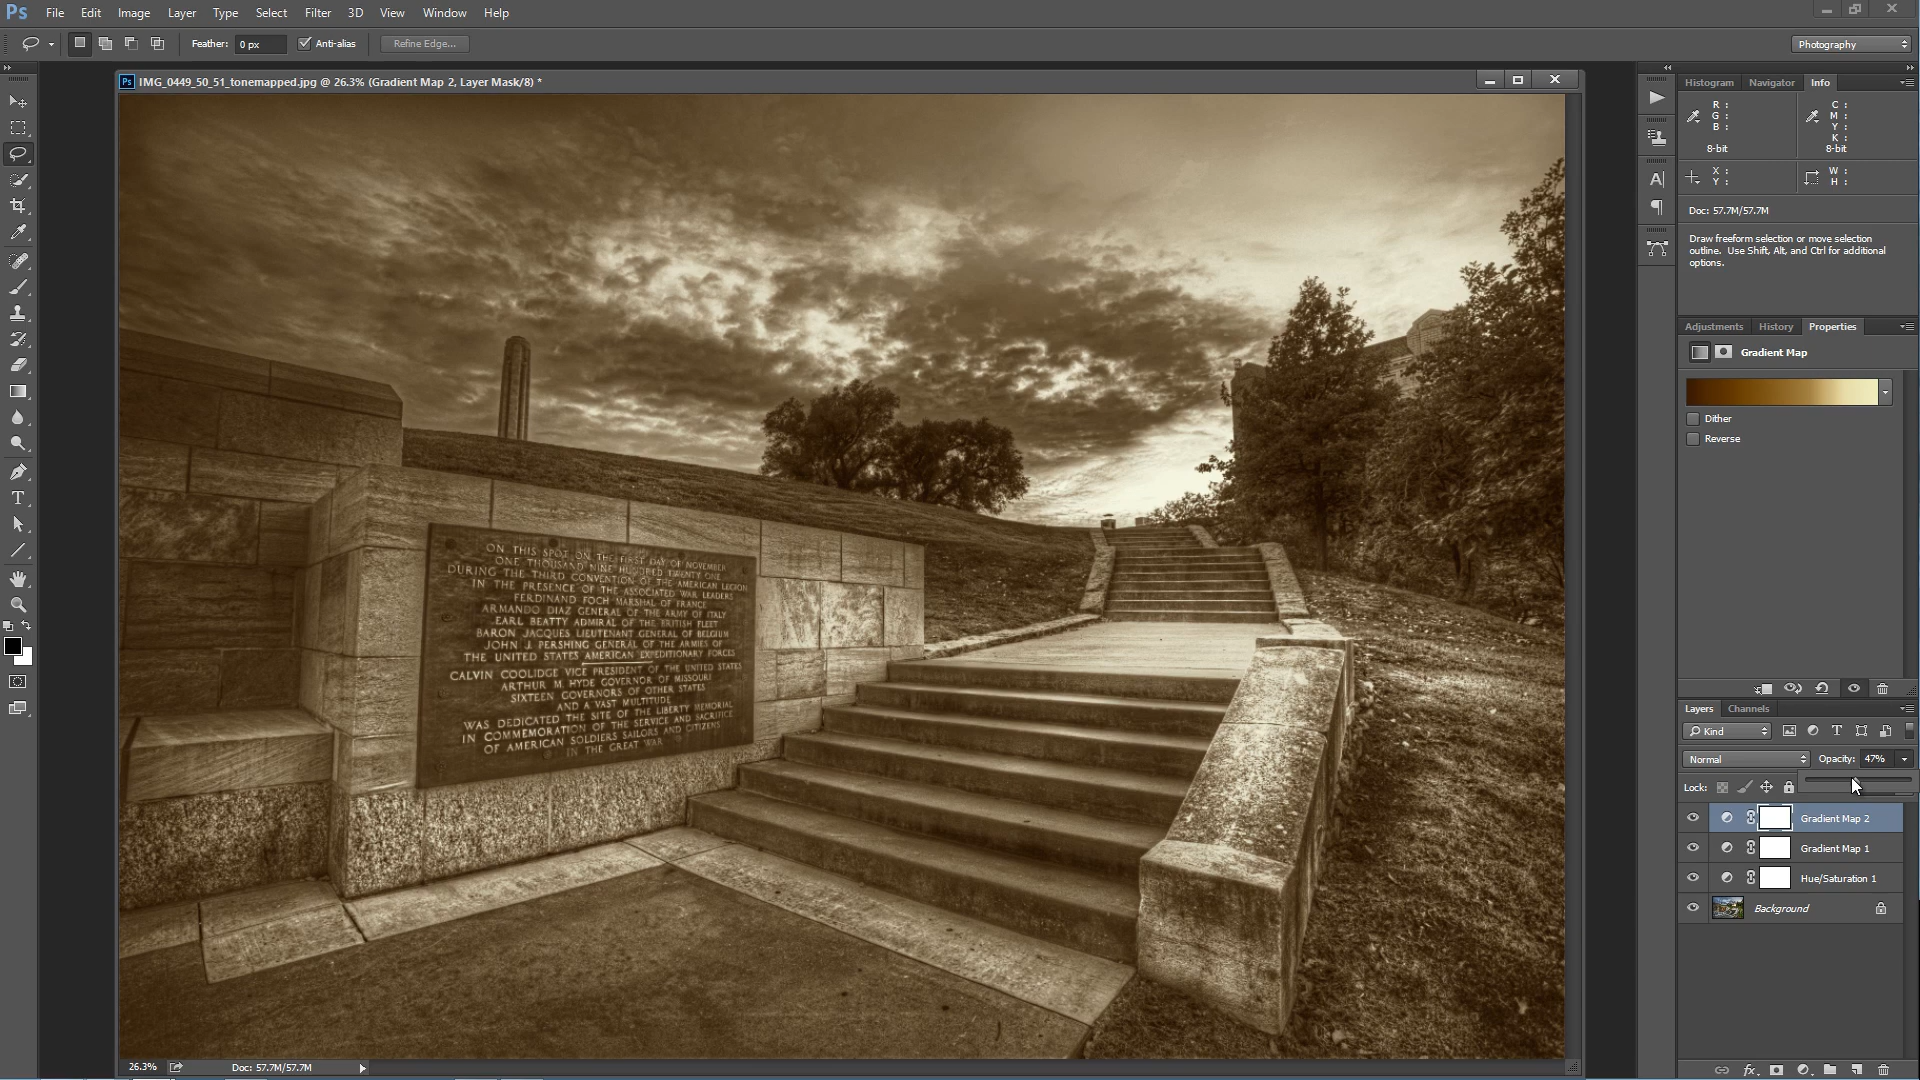 Ps File Edit Image Layer Type Select Filter 3D View Window Help
Feather: 0 px Anti-alias Refine Edge... Photography
Ps IMG_0449_50_51_tonemapped.jpg @ 26.3% (Gradient Map 2, Layer Mask/8) *
Histogram Navigator Info
R : C :
G : M :
B : Y :
K :
8-bit 8-bit
X : W :
Y : H :
Doc: 57.7M/57.7M
Draw freeform selection or move selection
outline. Use Shift, Alt, and Ctrl for additional
options.
Adjustments History Properties
Gradient Map
Dither
Reverse
ON THIS SPOT ON THE FIRST DAY OF NOVEMBER
ONE THOUSAND NINE HUNDRED TWENTY ONE
DURING THE THIRD CONVENTION OF THE AMERICAN LEGION
IN THE PRESENCE OF THE ASSOCIATED WAR LEADERS
FERDINAND FOCH MARSHAL OF FRANCE
ARMANDO DIAZ GENERAL OF THE ARMY OF ITALY
EARL BEATTY ADMIRAL OF THE BRITISH FLEET
BARON JACQUES LIEUTENANT GENERAL OF BELGIUM
JOHN J. PERSHING GENERAL OF THE ARMIES OF
THE UNITED STATES AMERICAN EXPEDITIONARY FORCES
CALVIN COOLIDGE VICE PRESIDENT OF THE UNITED STATES
ARTHUR M. HYDE GOVERNOR OF MISSOURI
SIXTEEN GOVERNORS OF OTHER STATES
AND A VAST MULTITUDE
WAS DEDICATED THE SITE OF THE LIBERTY MEMORIAL
IN COMMEMORATION OF THE SERVICE AND SACRIFICE
OF AMERICAN SOLDIERS SAILORS AND CITIZENS
IN THE GREAT WAR
Layers Channels
Kind
Normal Opacity: 47%
Lock:
Gradient Map 2
Gradient Map 1
Hue/Saturation 1
Background
26.3% Doc: 57.7M/57.7M